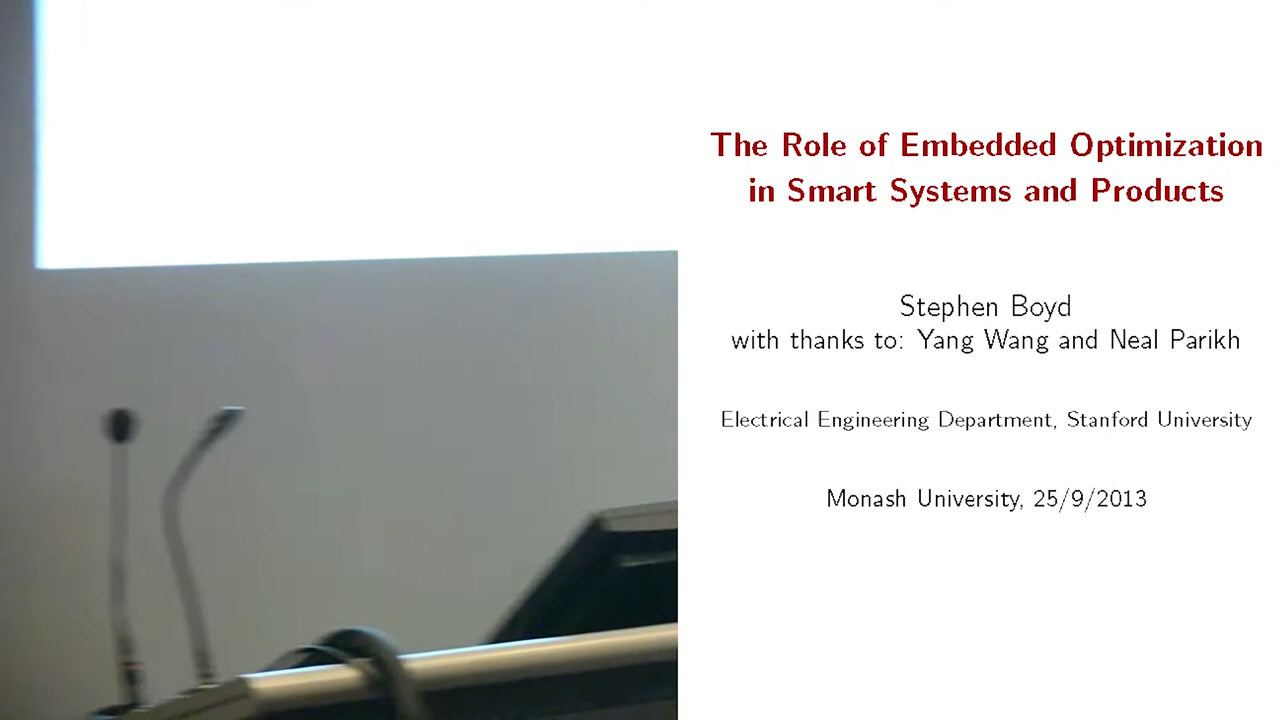 The Role of Embedded Optimization
in Smart Systems and Products
Stephen Boyd
with thanks to: Yang Wang and Neal Parikh
Electrical Engineering Department, Stanford University
Monash University, 25/9/2013